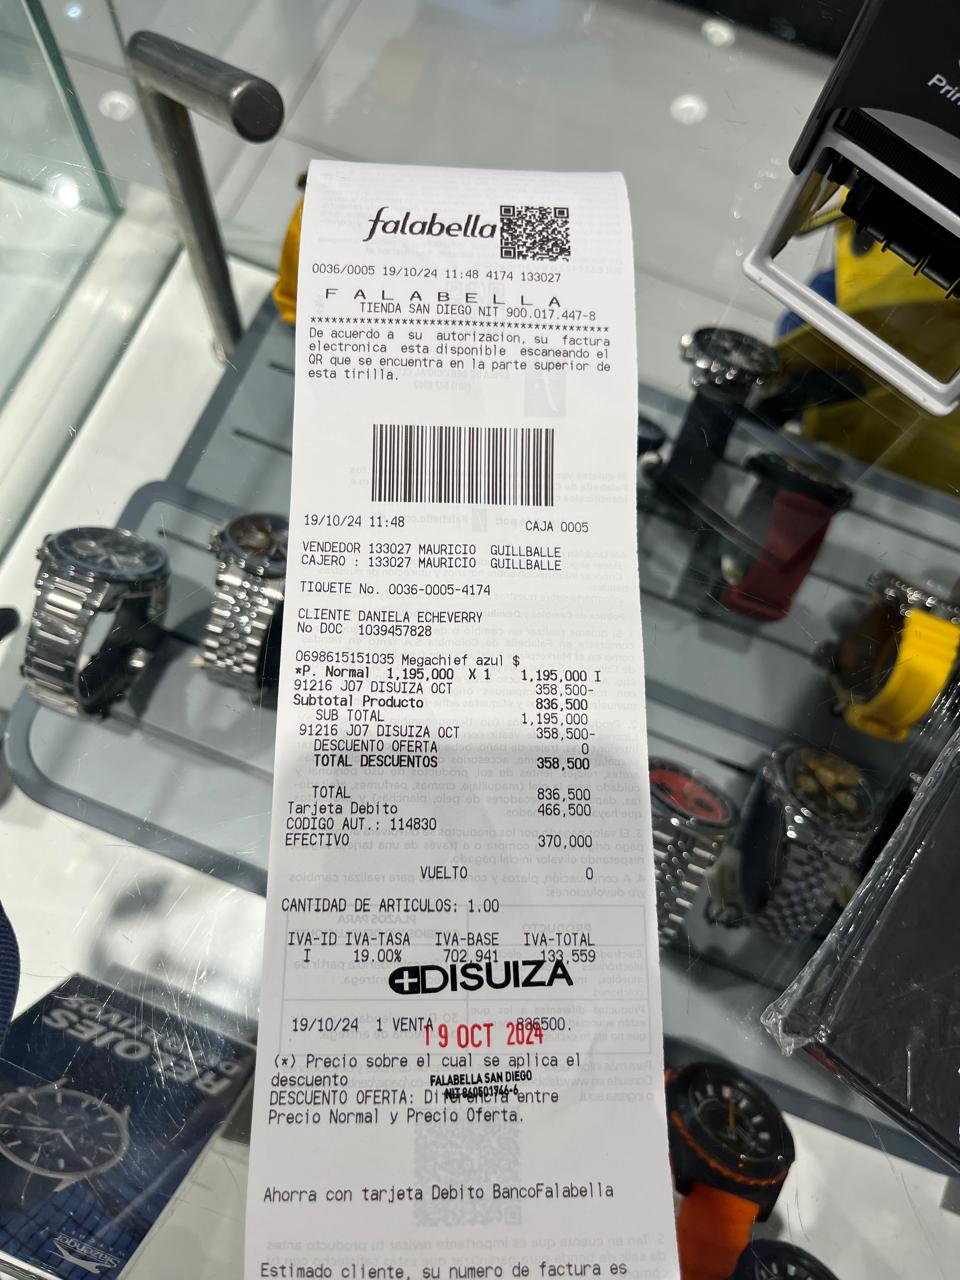 Prin
falabella
0036/0005 19/10/24 11:48 4174 133027
F A L A B E L L A
TIENDA SAN DIEGO NIT 900.017.447-8
****************************************
De acuerdo a su autorizacion, su factura
electronica esta disponible escaneando el
QR que se encuentra en la parte superior de
esta tirilla.
19/10/24 11:48 CAJA 0005
VENDEDOR 133027 MAURICIO GUILLBALLE
CAJERO : 133027 MAURICIO GUILLBALLE
TIQUETE No. 0036-0005-4174
CLIENTE DANIELA ECHEVERRY
No DOC 1039457828
0698615151035 Megachief azul $
*P. Normal 1,195,000 X 1 1,195,000 I
91216 J07 DISUIZA OCT 358,500-
Subtotal Producto 836,500
SUB TOTAL 1,195,000
91216 J07 DISUIZA OCT 358,500-
DESCUENTO OFERTA 0
TOTAL DESCUENTOS 358,500
TOTAL 836,500
Tarjeta Debito 466,500
CODIGO AUT.: 114830
EFECTIVO 370,000
VUELTO 0
CANTIDAD DE ARTICULOS: 1.00
IVA-ID IVA-TASA IVA-BASE IVA-TOTAL
I 19.00% 702,941 133,559
DISUIZA
19/10/24 1 VENTA 836500.
19 OCT 2024
(*) Precio sobre el cual se aplica el
descuento
FALABELLA SAN DIEGO
DESCUENTO OFERTA: Diferencia entre
Precio Normal y Precio Oferta.
Ahorra con tarjeta Debito BancoFalabella
Estimado cliente, su numero de factura es
Slazenger